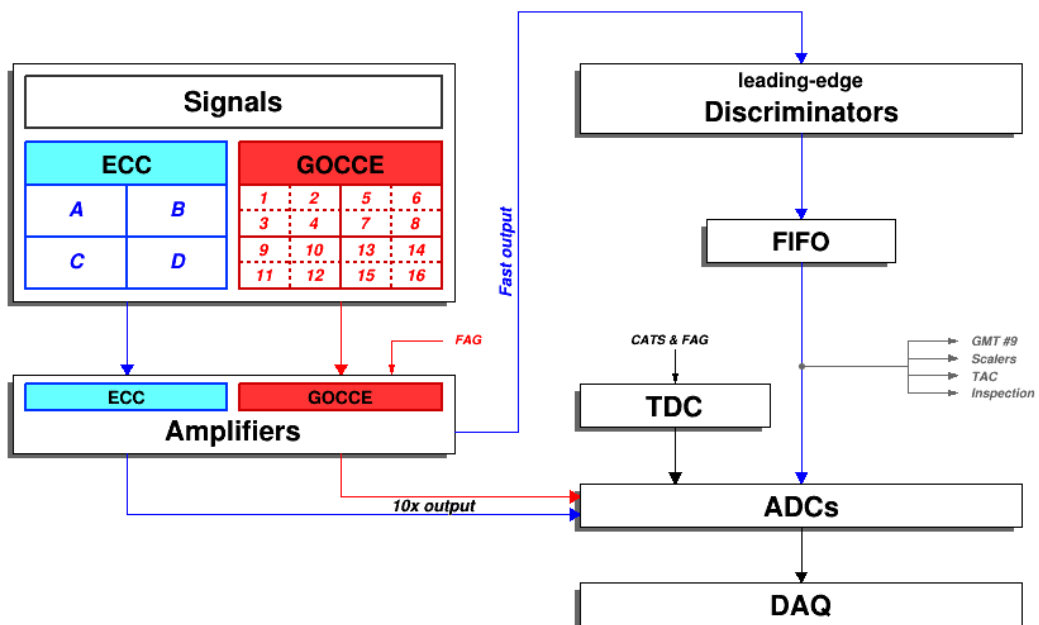 Signals
ECC
GOCCE
A
B
C
D
1 2 5 6
3 4 7 8
9 10 13 14
11 12 15 16
FAG
ECC
GOCCE
Amplifiers
Fast output
10x output
leading-edge
Discriminators
FIFO
GMT #9
Scalers
TAC
Inspection
CATS & FAG
TDC
ADCs
DAQ